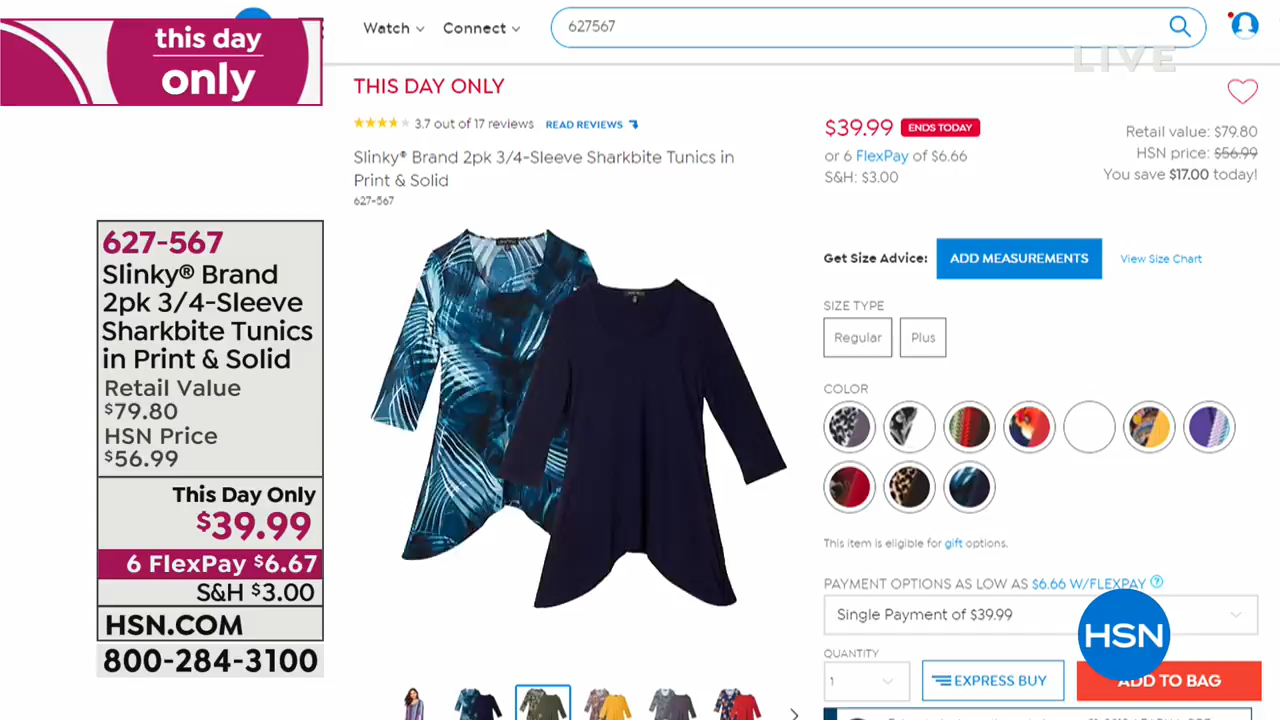 this day
only
Watch
Connect
627567
LIVE
THIS DAY ONLY
3.7 out of 17 reviews READ REVIEWS
Slinky® Brand 2pk 3/4-Sleeve Sharkbite Tunics in
Print & Solid
627-567
$39.99 ENDS TODAY
or 6 FlexPay of $6.66
S&H: $3.00
Retail value: $79.80
HSN price: $56.99
You save $17.00 today!
627-567
Slinky® Brand
2pk 3/4-Sleeve
Sharkbite Tunics
in Print & Solid
Retail Value
$79.80
HSN Price
$56.99
This Day Only
$39.99
6 FlexPay $6.67
S&H $3.00
HSN.COM
800-284-3100
Get Size Advice: ADD MEASUREMENTS View Size Chart
SIZE TYPE
Regular Plus
COLOR
This item is eligible for gift options.
PAYMENT OPTIONS AS LOW AS $6.66 W/FLEXPAY ?
Single Payment of $39.99
HSN
QUANTITY
1
EXPRESS BUY
ADD TO BAG